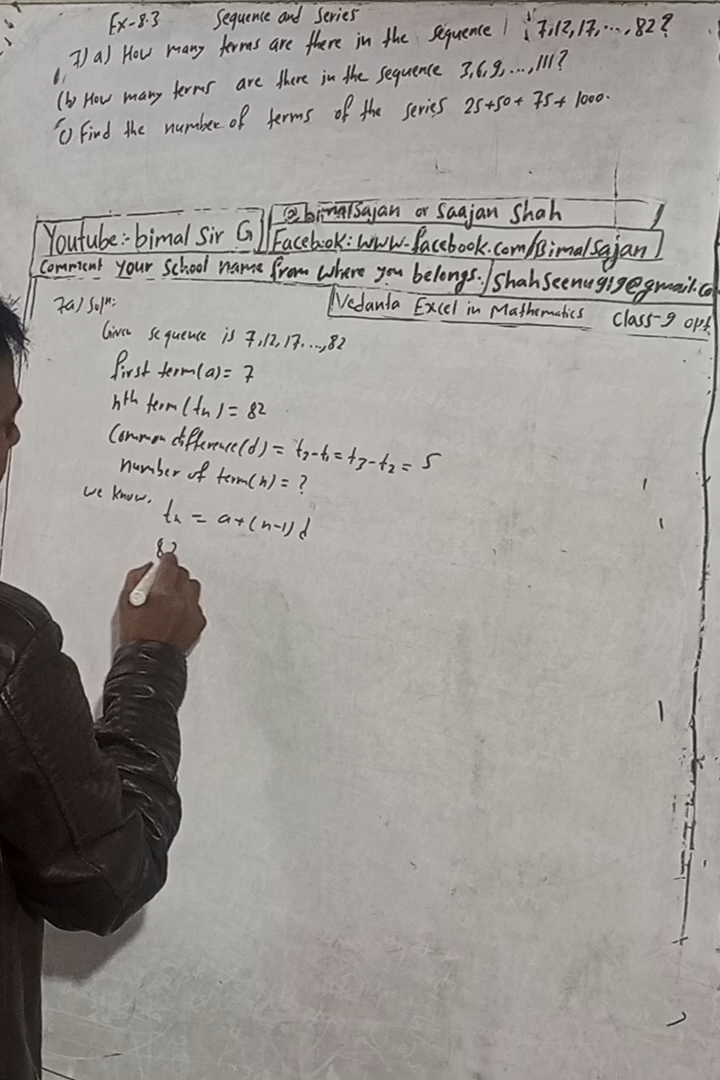 Ex-8.3 Sequence and Series
7) a) How many terms are there in the sequence 7,12,17,...,82?
(b) How many terms are there in the sequence 3,6,9,...,111?
c) Find the number of terms of the series 25+50+75+ 1000.
@bimalsajan or Saajan Shah
Youtube:- bimal Sir G
Facebook: www.facebook.com/Bimalsajan
Comment your School name from where you belongs./Shahseenu919@gmail.co
Vedanta Excel in Mathematics Class-9 opt
7a) Solⁿ:
Given sequence is 7,12,17...,82
first term(a)= 7
nth term (tn) = 82
Common difference(d) = t2-t1=t3-t2= 5
number of term(n) = ?
we know,
tn = a+(n-1)d
82